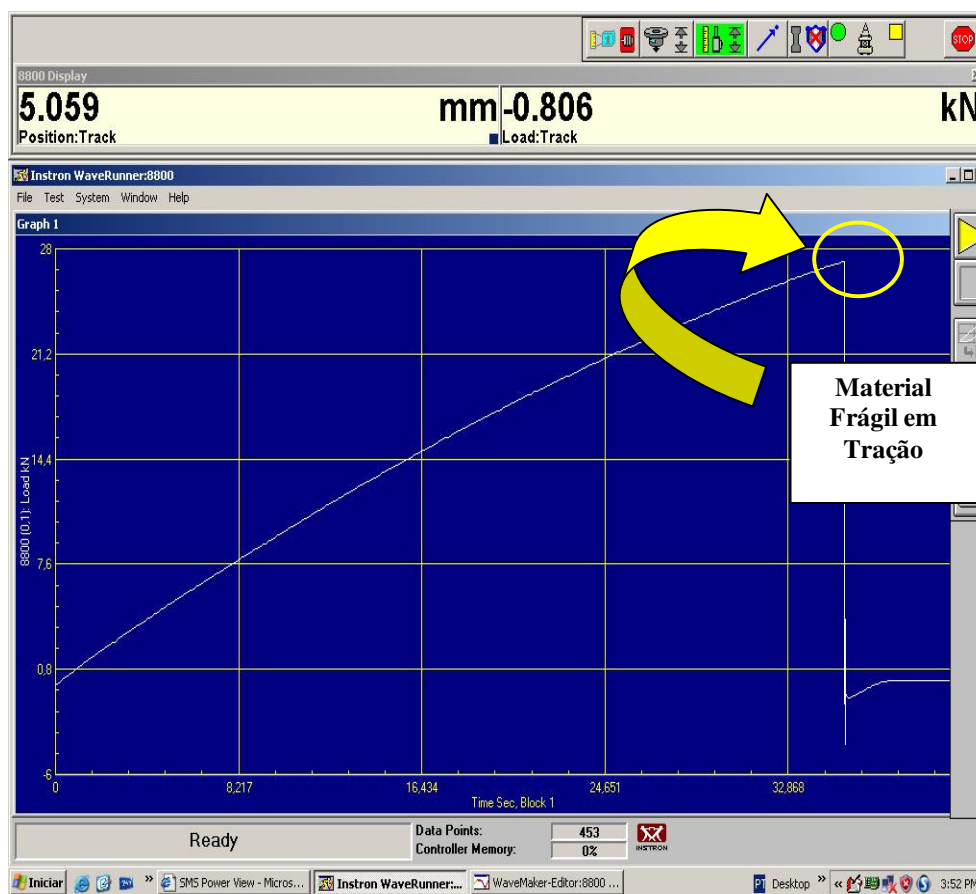 STOP
8800 Display
5.059 mm -0.806 kN
Position:Track Load:Track
Instron WaveRunner:8800
File Test System Window Help
Graph 1
28
21,2
14,4
7,6
0,8
-6
8800 (0,1): Load kN
Material
Frágil em
Tração
0 8,217 16,434 24,651 32,868
Time Sec, Block 1
Ready
Data Points: 453
Controller Memory: 0%
INSTRON
Iniciar » SMS Power View - Micros... Instron WaveRunner:... WaveMaker-Editor:8800 ... PT Desktop » « 3:52 PM